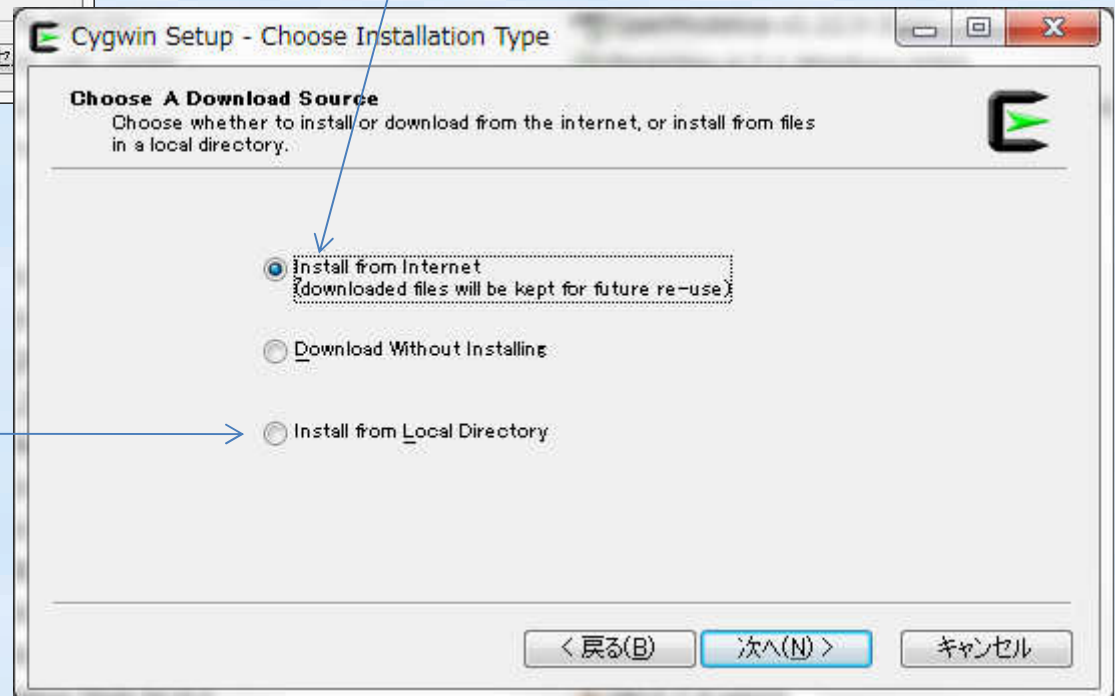 Cygwin Setup - Choose Installation Type
Choose A Download Source
Choose whether to install or download from the internet, or install from files
in a local directory.
Install from Internet
(downloaded files will be kept for future re-use)
Download Without Installing
Install from Local Directory
< 戻る(B)
次へ(N) >
キャンセル